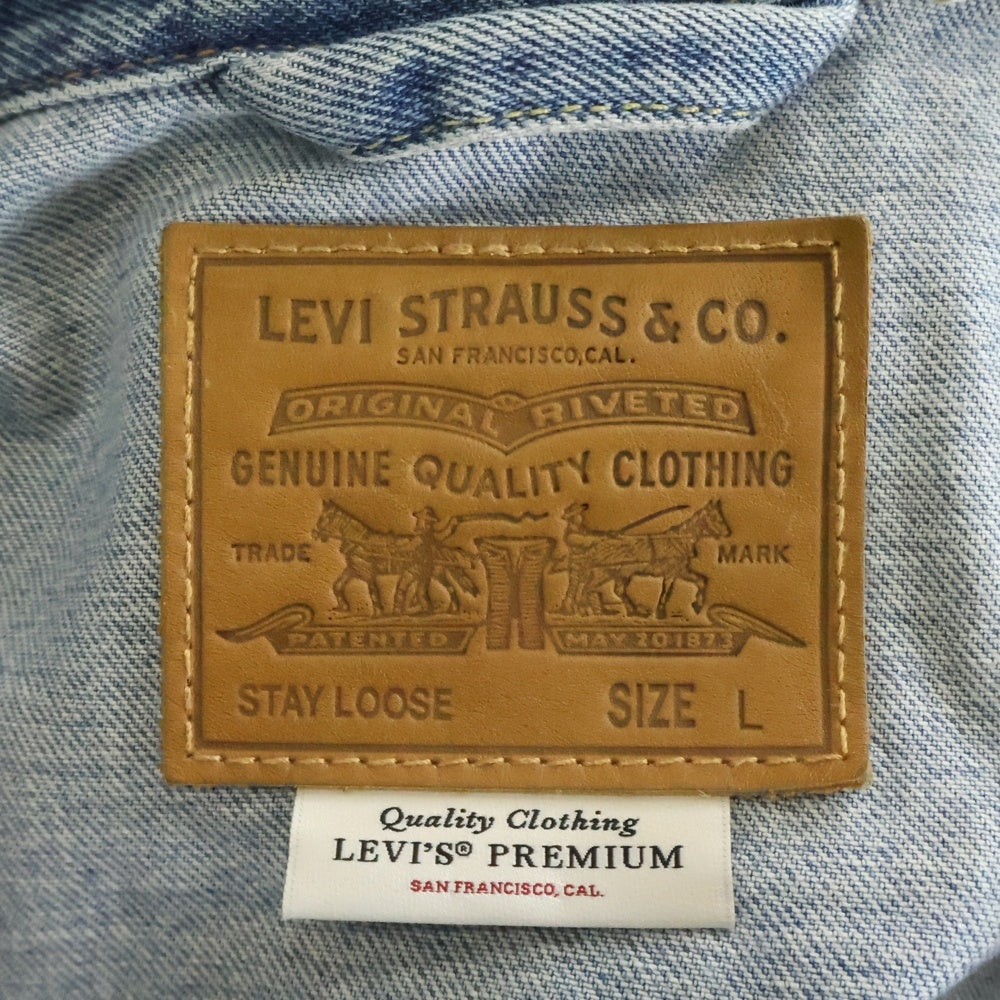 LEVI STRAUSS & CO.
SAN FRANCISCO, CAL.
ORIGINAL RIVETED
GENUINE QUALITY CLOTHING
TRADE MARK
PATENTED MAY 20 1873
STAY LOOSE SIZE L
Quality Clothing
LEVI'S® PREMIUM
SAN FRANCISCO, CAL.